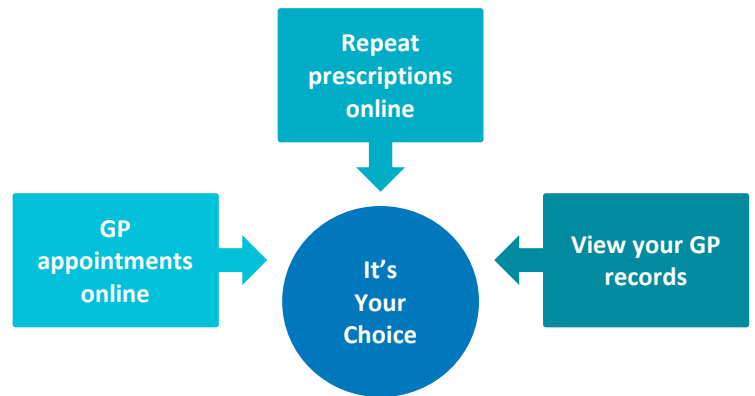 Repeat
prescriptions
online
GP
appointments
online
It’s
Your
Choice
View your GP
records